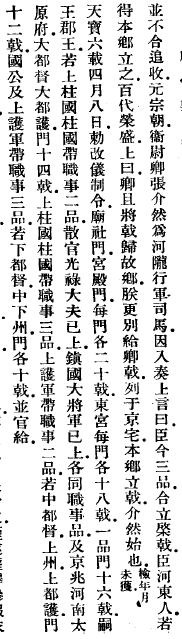 並不合追收元宗朝衞尉卿張介然爲河隴行軍司馬因入奏上言曰臣今三品合立棨戟臣河東人若
得本鄉立之百代榮盛上曰卿且將戟歸故鄉朕更別給卿戟列于京宅本鄉立戟介然始也檢年月未獲
天寶六載四月八日勅改儀制令廟社門宮殿門每門各二十戟東宮每門各十八戟一品門十六戟嗣
王郡王若上柱國柱國帶職事二品散官光祿大夫已上鎮國大將軍已上各同職事品及京兆河南太
原府大都督大都護門十四戟上柱國柱國帶職事三品上護軍帶職事二品若中都督上州上都護門
十二戟國公及上護軍帶職事三品若下都督中下州門各十戟並官給